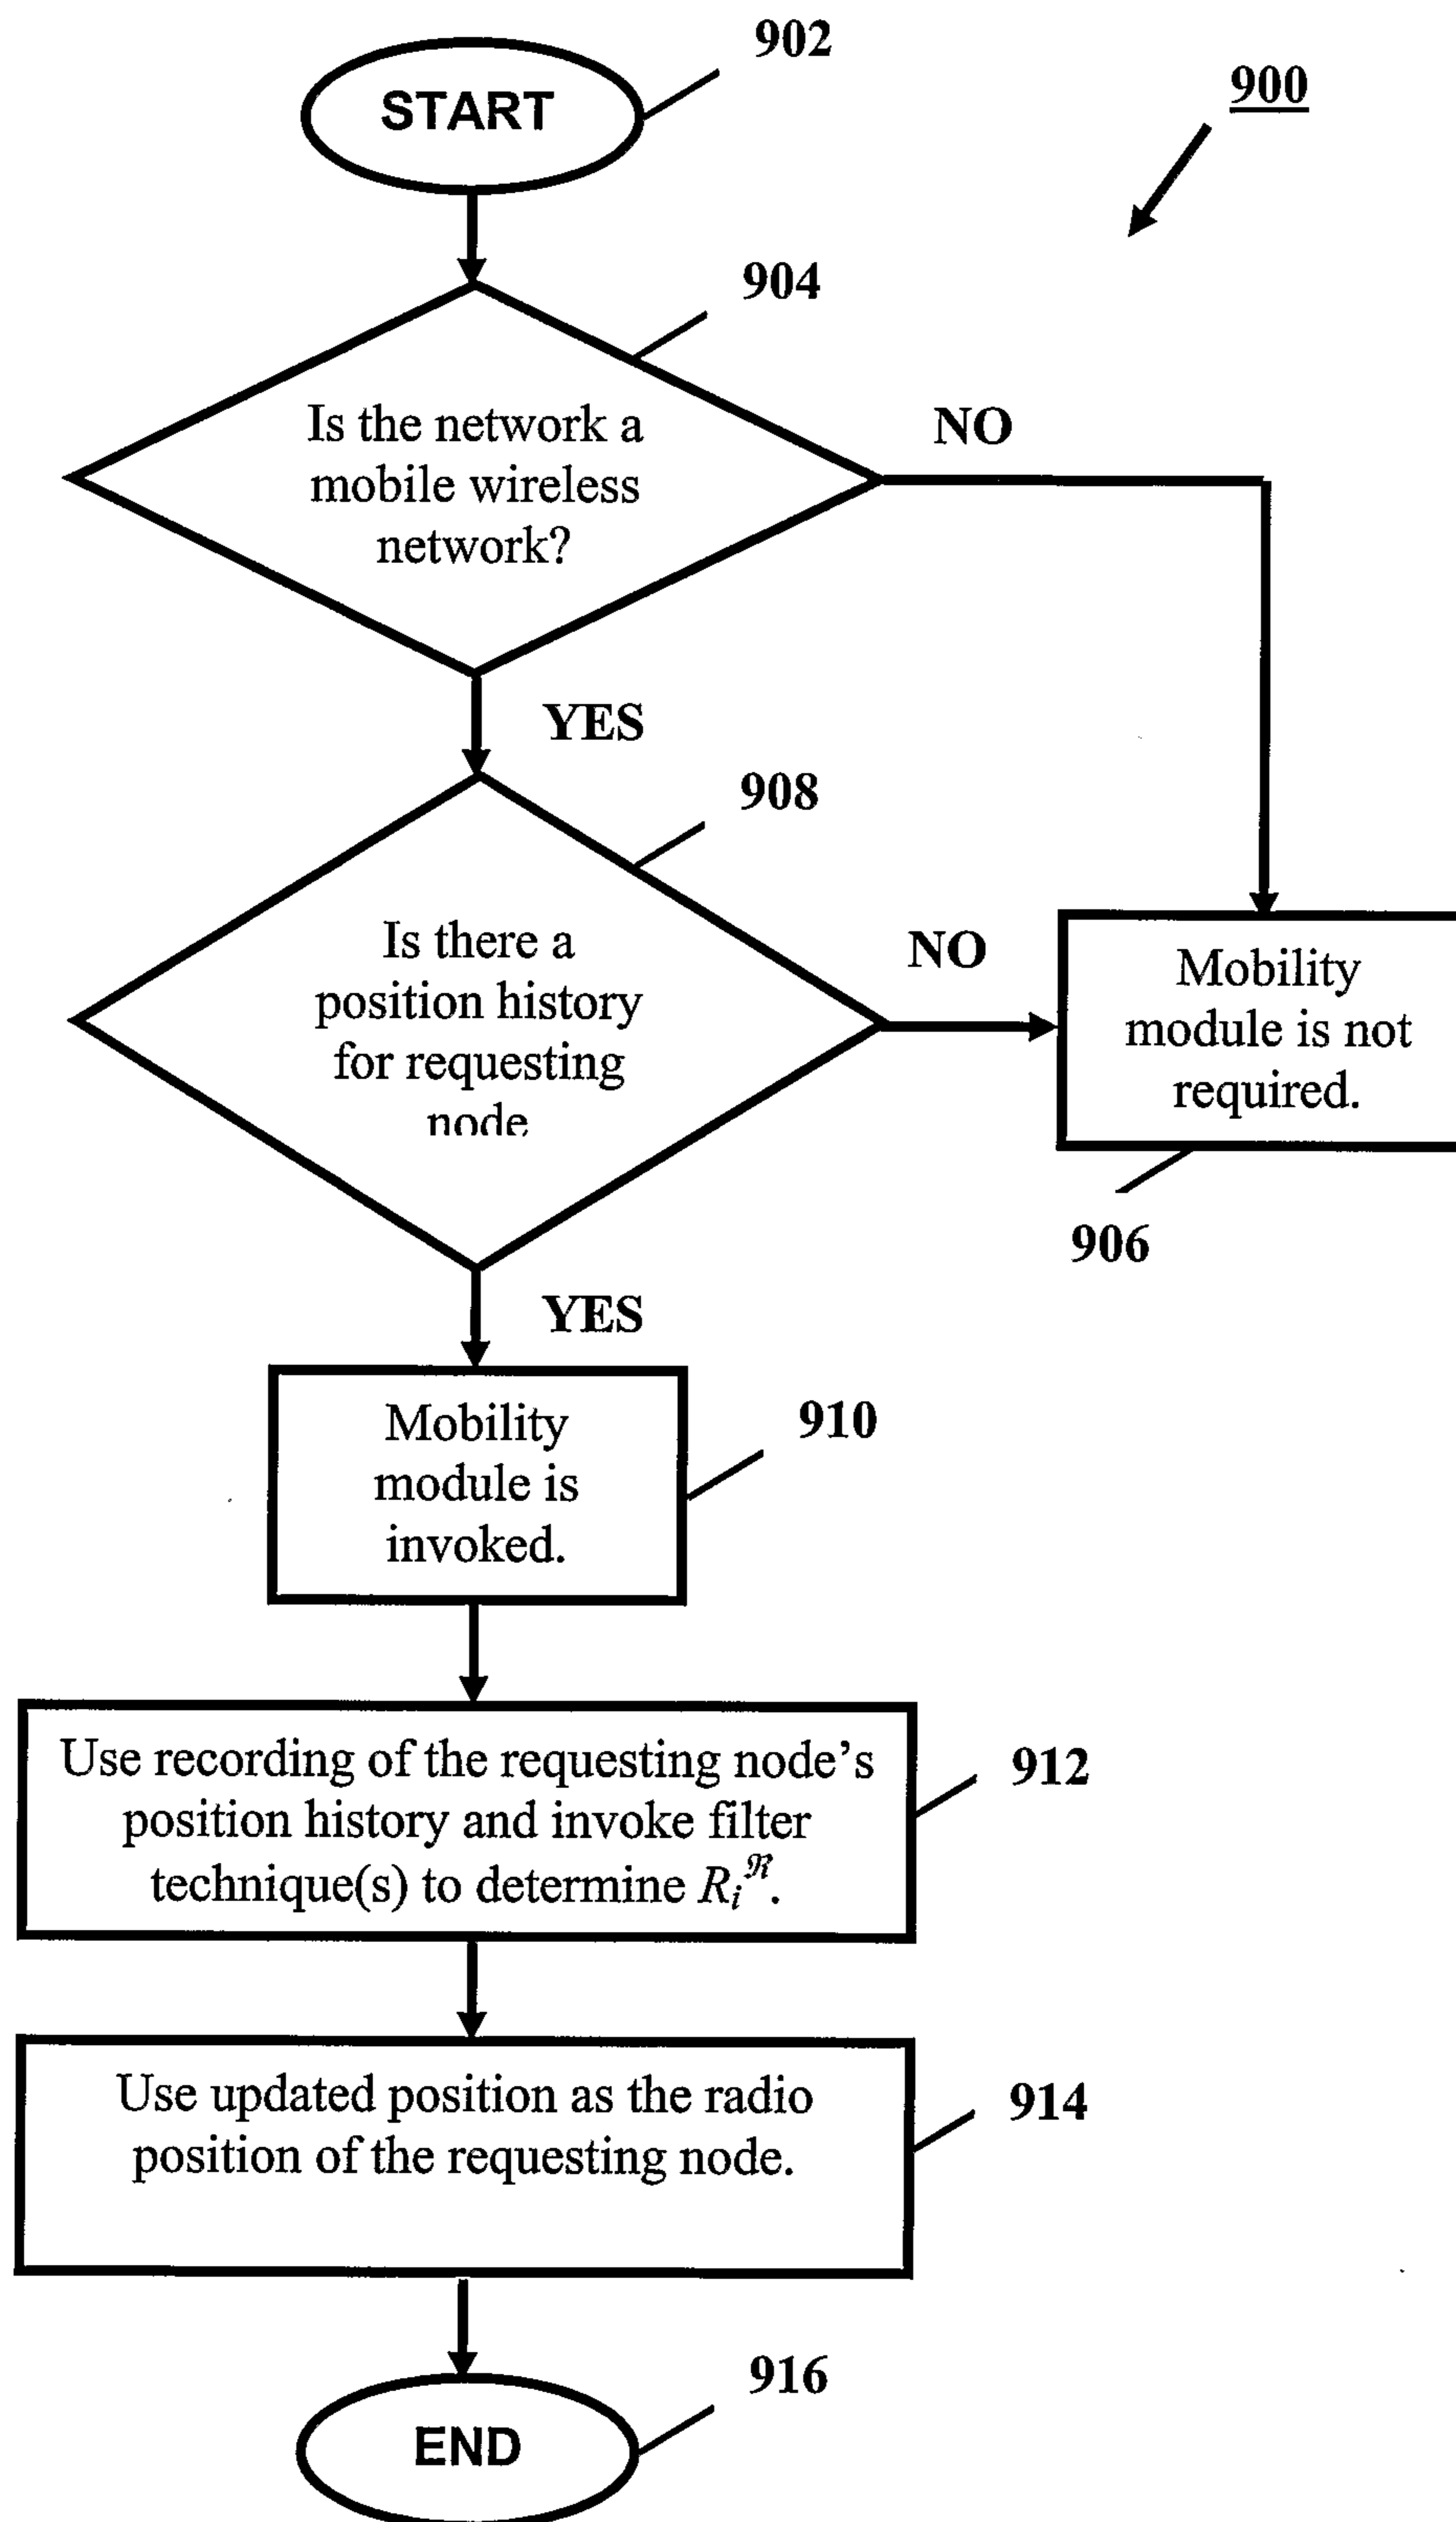 902
START
900
904
Is the network a
mobile wireless
network?
NO
YES
908
Is there a
position history
for requesting
node
NO
Mobility
module is not
required.
906
YES
Mobility
module is
invoked.
910
Use recording of the requesting node's
position history and invoke filter
technique(s) to determine R_i^ℜ.
912
Use updated position as the radio
position of the requesting node.
914
916
END